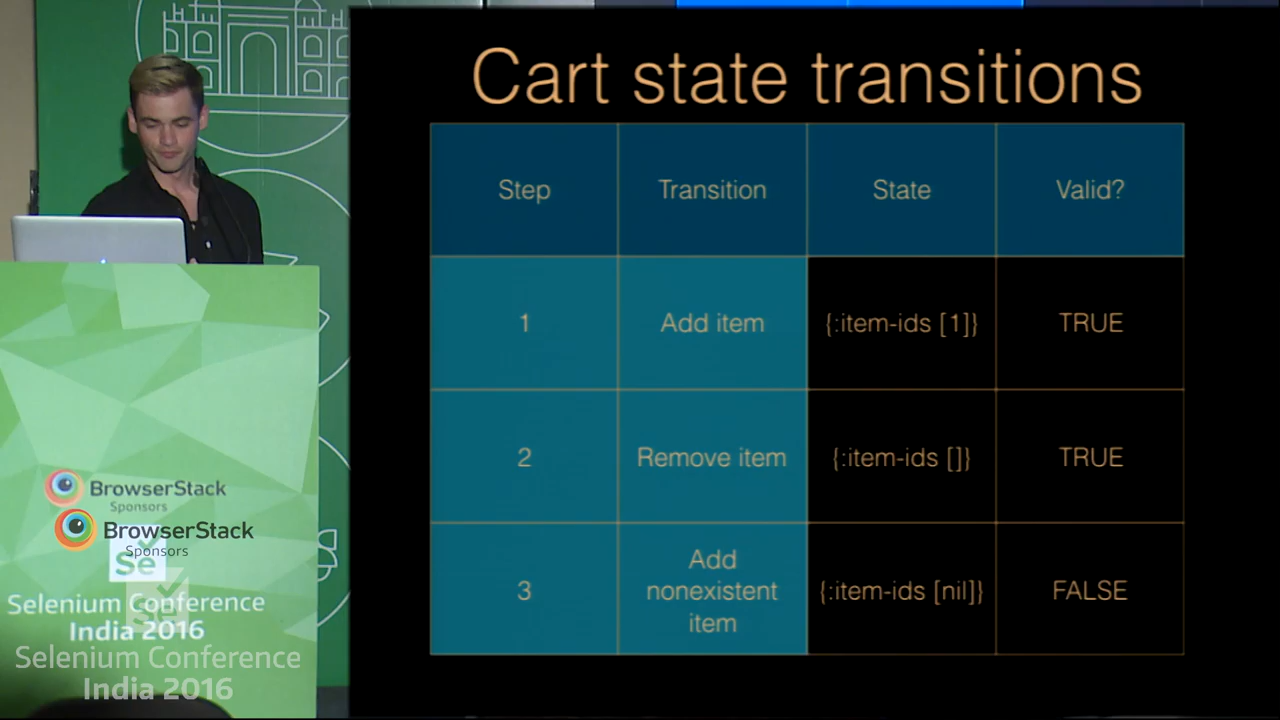 Cart state transitions
Step Transition State Valid?
1 Add item {:item-ids [1]} TRUE
2 Remove item {:item-ids []} TRUE
3 Add nonexistent item {:item-ids [nil]} FALSE
BrowserStack
Sponsors
BrowserStack
Sponsors
Se
Selenium Conference
India 2016
Se
Selenium Conference
India 2016